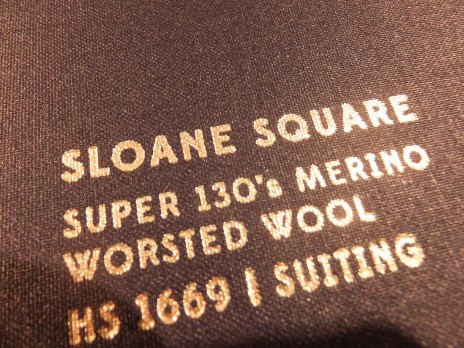 SLOANE SQUARE
SUPER 130's MERINO
WORSTED WOOL
HS 1669 | SUITING